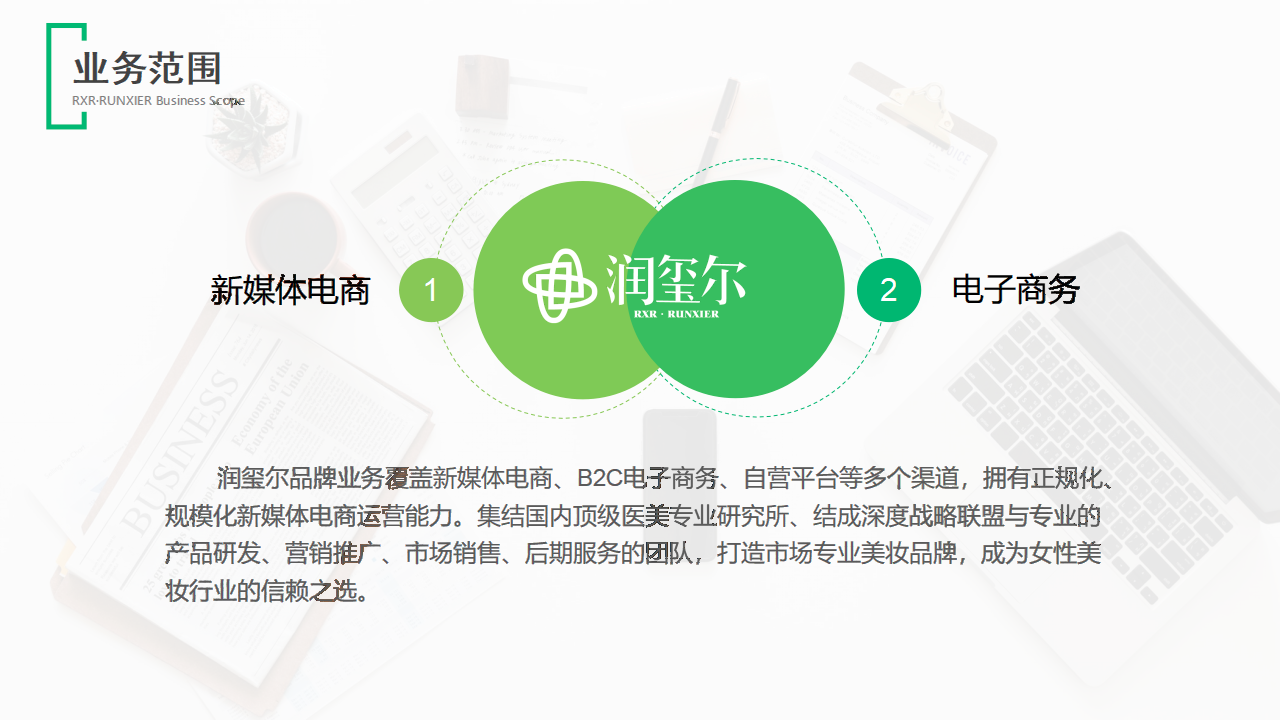 业务范围
RXR·RUNXIER Business Scope
INVOICE
新媒体电商
1
润玺尔
RXR · RUNXIER
2
电子商务
BUSINESS
Economy of the
European Union
润玺尔品牌业务覆盖新媒体电商、B2C电子商务、自营平台等多个渠道，拥有正规化、
规模化新媒体电商运营能力。集结国内顶级医美专业研究所、结成深度战略联盟与专业的
产品研发、营销推广、市场销售、后期服务的团队，打造市场专业美妆品牌，成为女性美
妆行业的信赖之选。